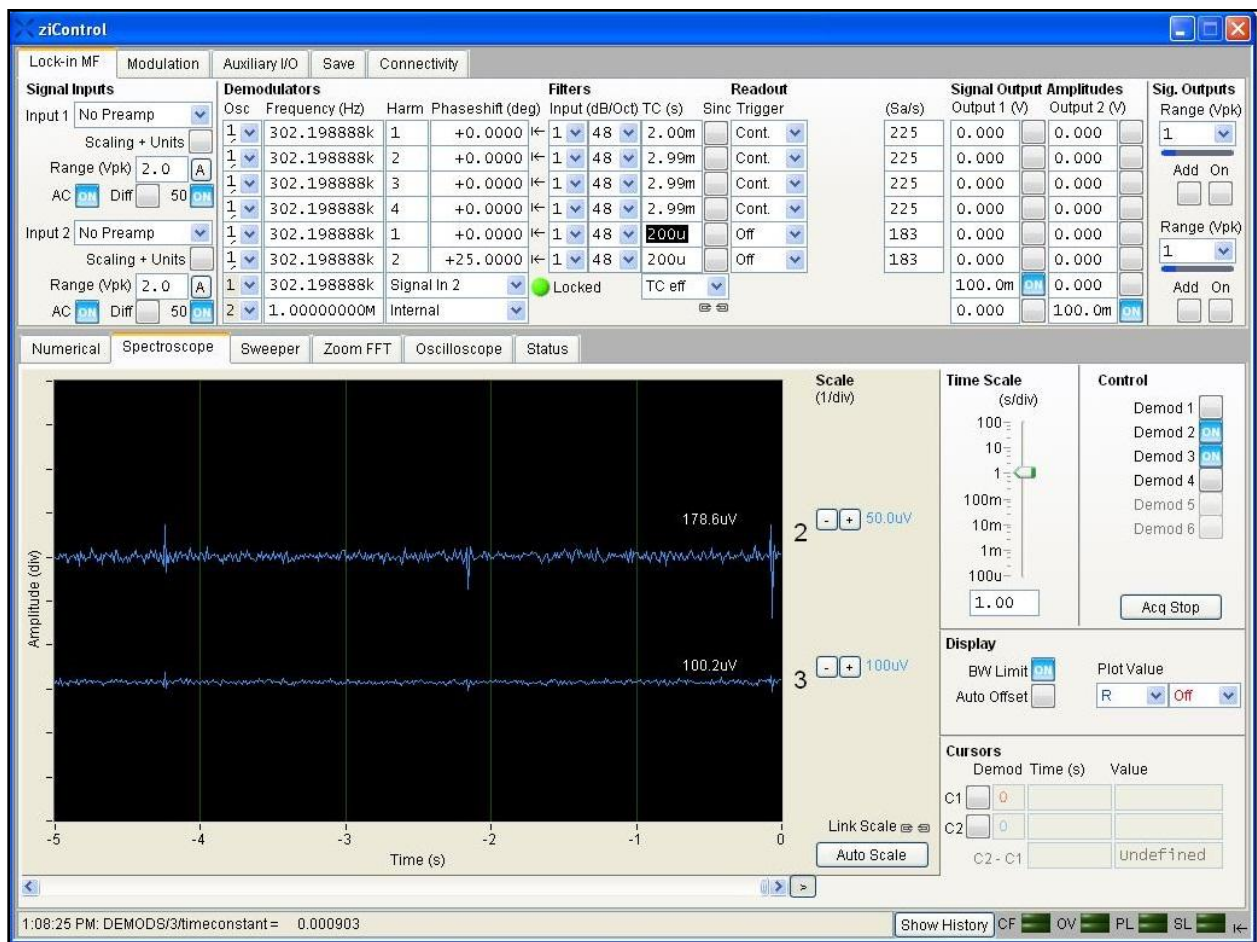 ziControl
Lock-in MF Modulation Auxiliary I/O Save Connectivity
Signal Inputs Demodulators Filters Readout Signal Output Amplitudes Sig. Outputs
Osc Frequency (Hz) Harm Phaseshift (deg) Input (dB/Oct) TC (s) Sinc Trigger (Sa/s) Output 1 (V) Output 2 (V) Range (Vpk)
Input 1 No Preamp 1 302.198888k 1 +0.0000 1 48 2.00m Cont. 225 0.000 0.000 1
Scaling + Units 1 302.198888k 2 +0.0000 1 48 2.99m Cont. 225 0.000 0.000
Range (Vpk) 2.0 A 1 302.198888k 3 +0.0000 1 48 2.99m Cont. 225 0.000 0.000 Add On
AC ON Diff 50 ON 1 302.198888k 4 +0.0000 1 48 2.99m Cont. 225 0.000 0.000
Input 2 No Preamp 1 302.198888k 1 +0.0000 1 48 200u Off 183 0.000 0.000 Range (Vpk)
Scaling + Units 1 302.198888k 2 +25.0000 1 48 200u Off 183 0.000 0.000 1
Range (Vpk) 2.0 A 1 302.198888k Signal In 2 Locked TC eff 100.0m ON 0.000 Add On
AC ON Diff 50 ON 2 1.00000000M Internal 0.000 100.0m ON
Numerical Spectroscope Sweeper Zoom FFT Oscilloscope Status
Scale
(1/div)
178.6uV 2 - + 50.0uV
100.2uV 3 - + 100uV
Amplitude (div)
-5 -4 -3 -2 -1 0
Time (s)
Link Scale
Auto Scale
>
Time Scale
(s/div)
100
10
1
100m
10m
1m
100u
1.00
Control
Demod 1
Demod 2 ON
Demod 3 ON
Demod 4
Demod 5
Demod 6
Acq Stop
Display
BW Limit ON Plot Value
Auto Offset R Off
Cursors
Demod Time (s) Value
C1 0
C2 0
C2 - C1 Undefined
1:08:25 PM: DEMODS/3/timeconstant = 0.000903 Show History CF OV PL SL